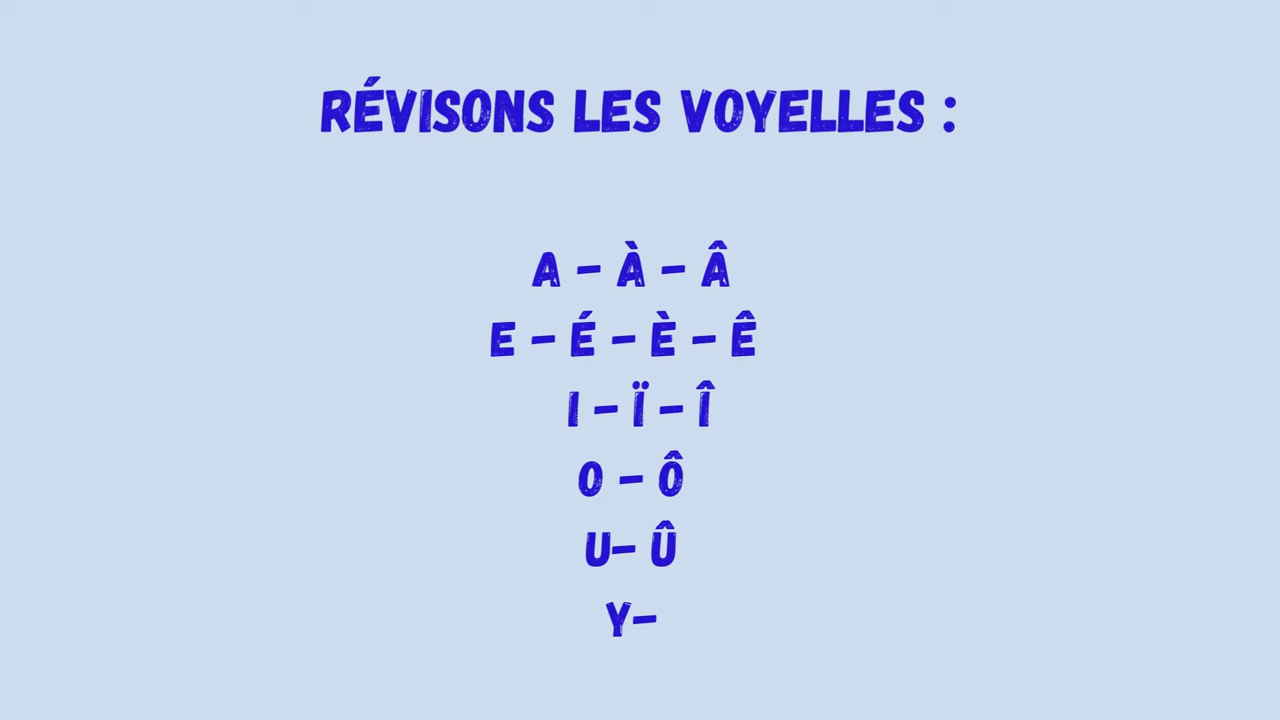 RÉVISONS LES VOYELLES :
A – À – Â
E – É – È – Ê
I – Ï – Î
O – Ô
U– Û
Y–